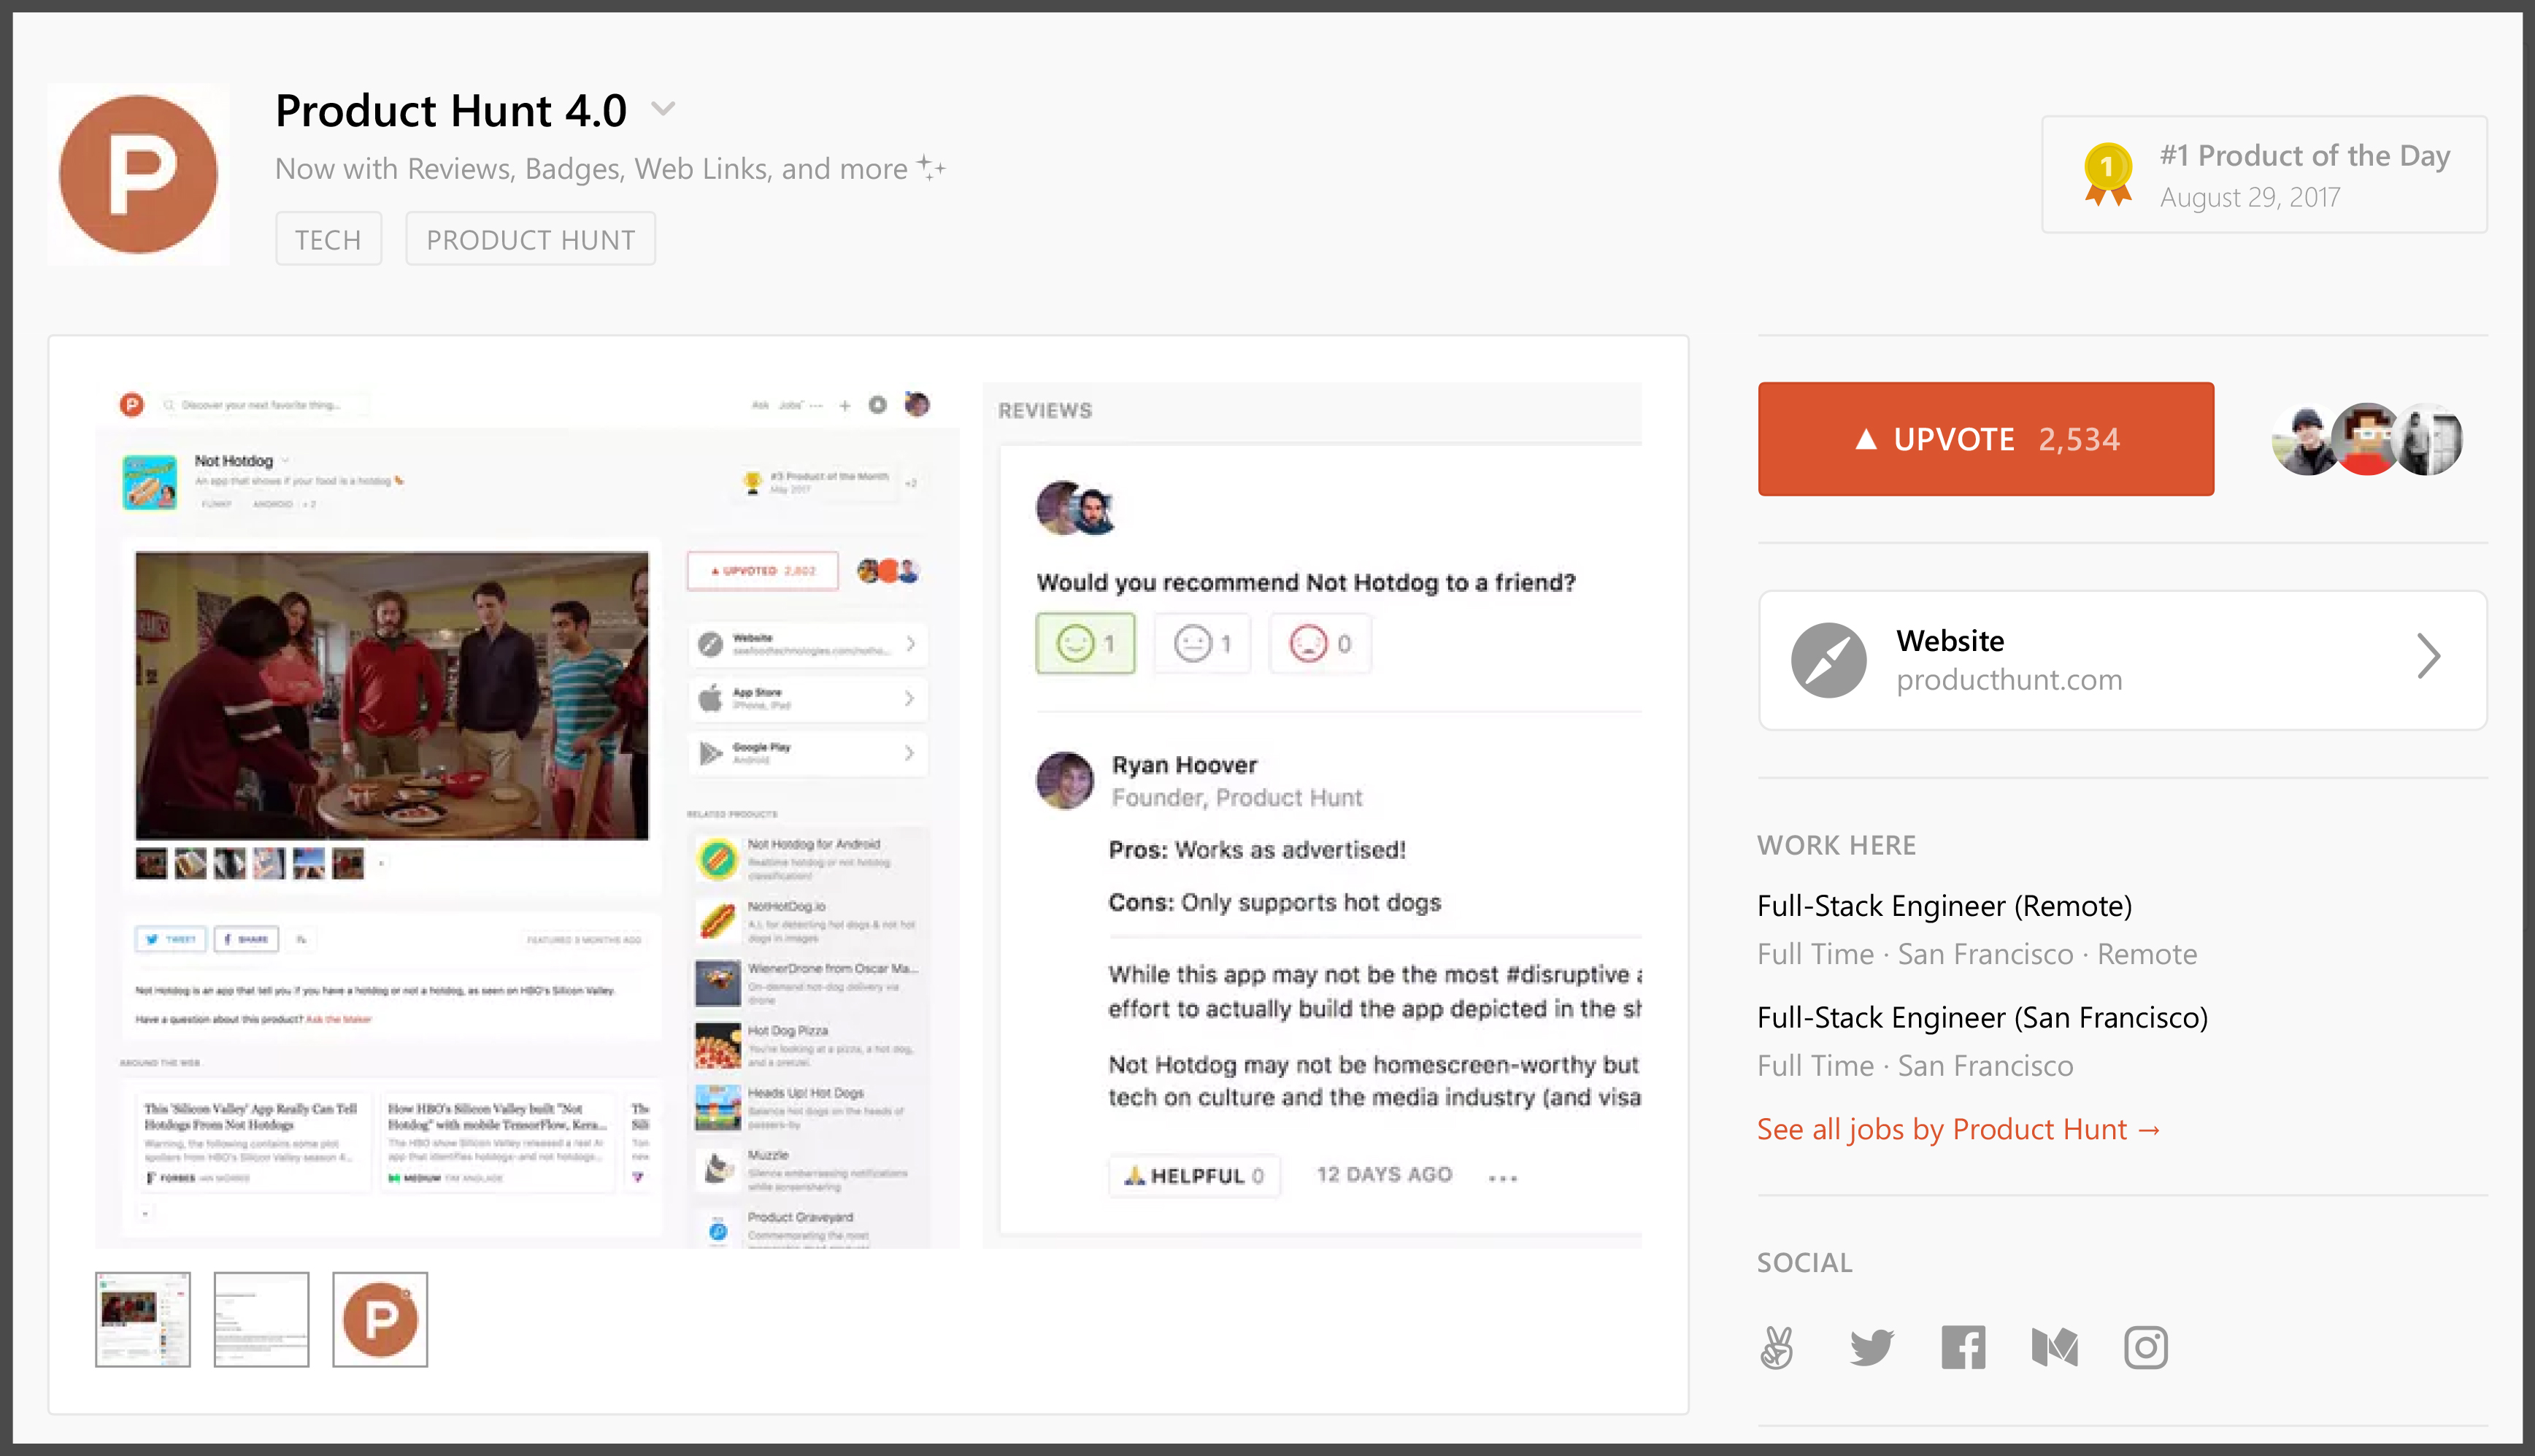 P
Product Hunt 4.0
Now with Reviews, Badges, Web Links, and more
TECH
PRODUCT HUNT
1
#1 Product of the Day
August 29, 2017
P
Discover your next favorite thing...
Ask Jobs ··· +
Not Hotdog
An app that shows if your food is a hotdog
FUNNY ANDROID +2
#3 Product of the Month
May 2017
+2
▲ UPVOTED 2,802
Website
seefoodtechnologies.com/notho...
App Store
iPhone, iPad
Google Play
Android
RELATED PRODUCTS
Not Hotdog for Android
Realtime hotdog or not hotdog
classification!
NotHotDog.io
A.I. for detecting hot dogs & not hot
dogs in images
WienerDrone from Oscar Ma...
On-demand hot-dog delivery via
drone
Hot Dog Pizza
You're looking at a pizza, a hot dog,
and a pretzel.
Heads Up! Hot Dogs
Balance hot dogs on the heads of
passers-by
Muzzle
Silence embarrassing notifications
while screensharing
Product Graveyard
Commemorating the most
TWEET
SHARE
FEATURED 3 MONTHS AGO
Not Hotdog is an app that tell you if you have a hotdog or not a hotdog, as seen on HBO's Silicon Valley.
Have a question about this product? Ask the Maker
AROUND THE WEB
This 'Silicon Valley' App Really Can Tell
Hotdogs From Not Hotdogs
Warning, the following contains some plot
spoilers from HBO's Silicon Valley season 4...
FORBES IAN MORRIS
How HBO's Silicon Valley built "Not
Hotdog" with mobile TensorFlow, Kera...
The HBO show Silicon Valley released a real AI
app that identifies hotdogs-and not hotdogs...
MEDIUM TIM ANGLADE
REVIEWS
Would you recommend Not Hotdog to a friend?
1
1
0
Ryan Hoover
Founder, Product Hunt
Pros: Works as advertised!
Cons: Only supports hot dogs
While this app may not be the most #disruptive a
effort to actually build the app depicted in the sh
Not Hotdog may not be homescreen-worthy but
tech on culture and the media industry (and visa
HELPFUL 0
12 DAYS AGO
···
P
▲ UPVOTE 2,534
Website
producthunt.com
WORK HERE
Full-Stack Engineer (Remote)
Full Time · San Francisco · Remote
Full-Stack Engineer (San Francisco)
Full Time · San Francisco
See all jobs by Product Hunt →
SOCIAL